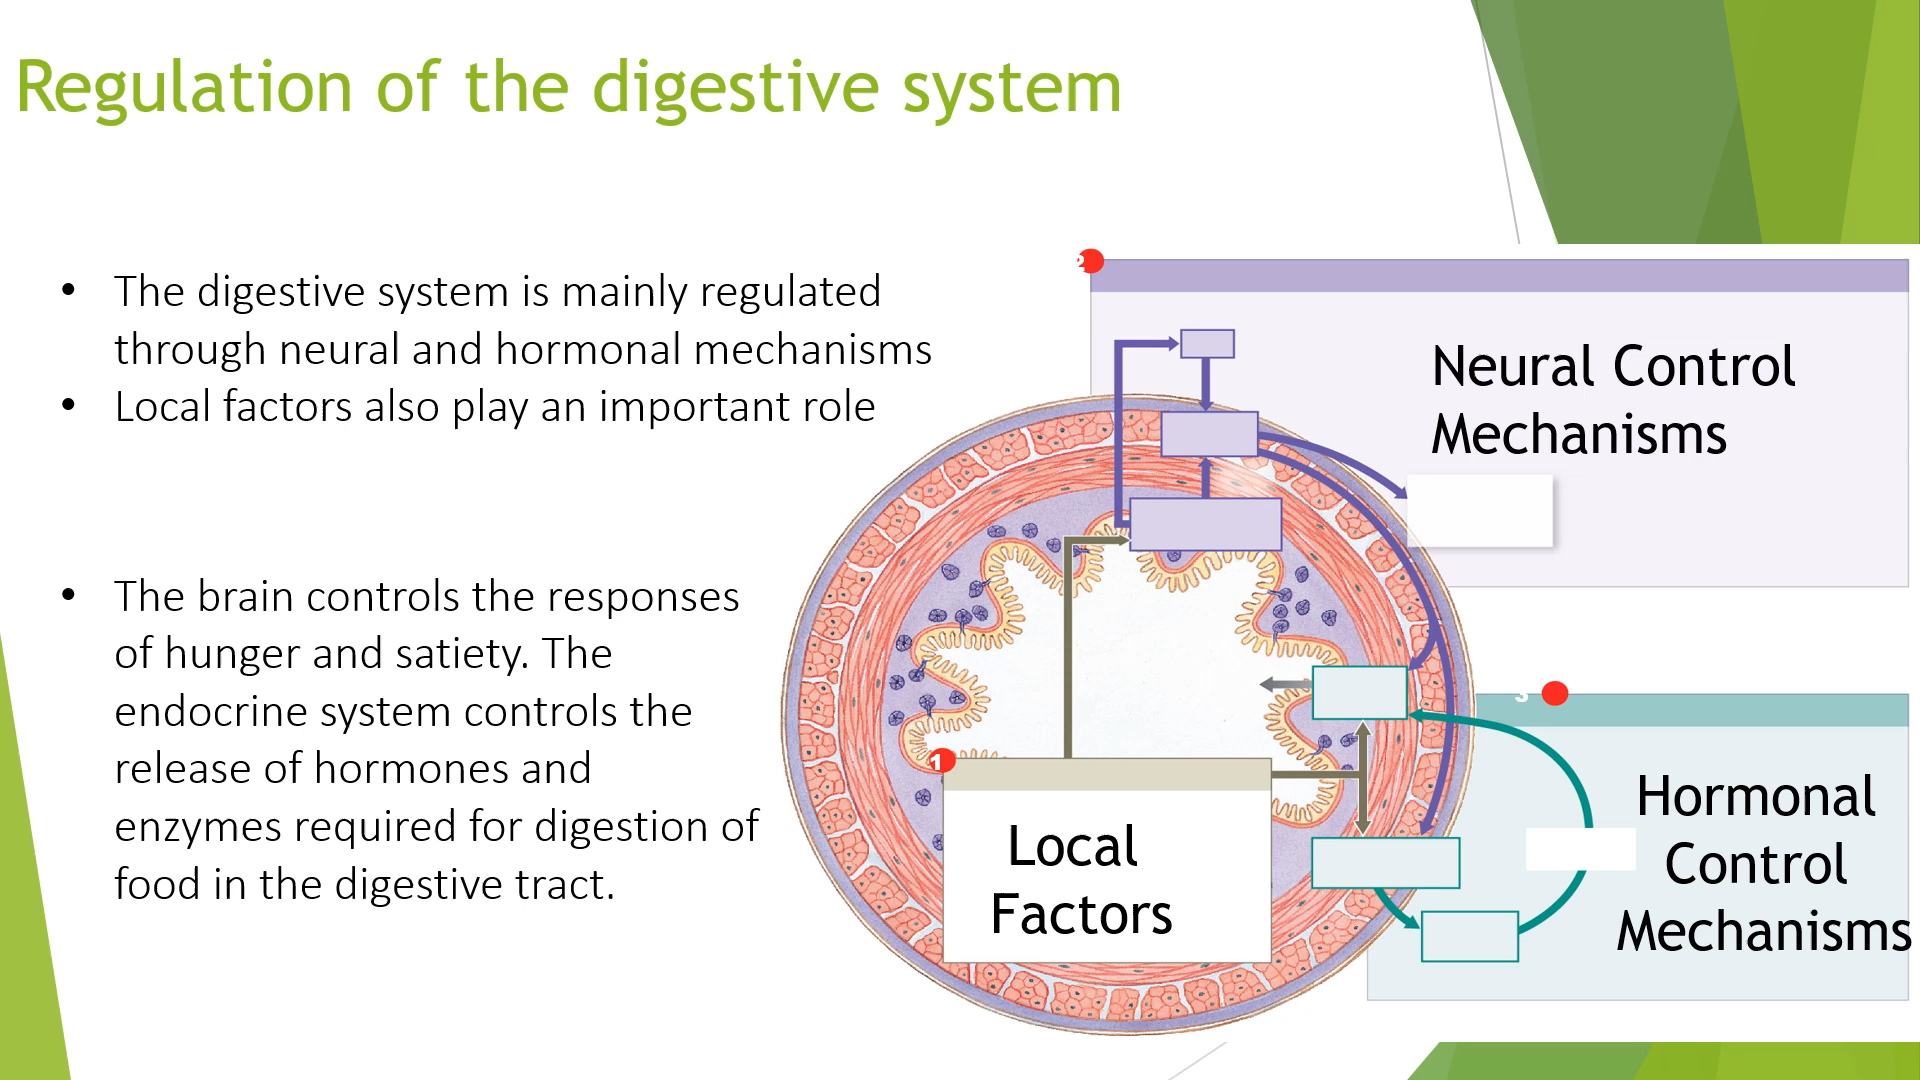 Regulation of the digestive system
• The digestive system is mainly regulated
through neural and hormonal mechanisms
• Local factors also play an important role
• The brain controls the responses
of hunger and satiety. The
endocrine system controls the
release of hormones and
enzymes required for digestion of
food in the digestive tract.
2
Neural Control
Mechanisms
1
Local
Factors
3
Hormonal
Control
Mechanisms